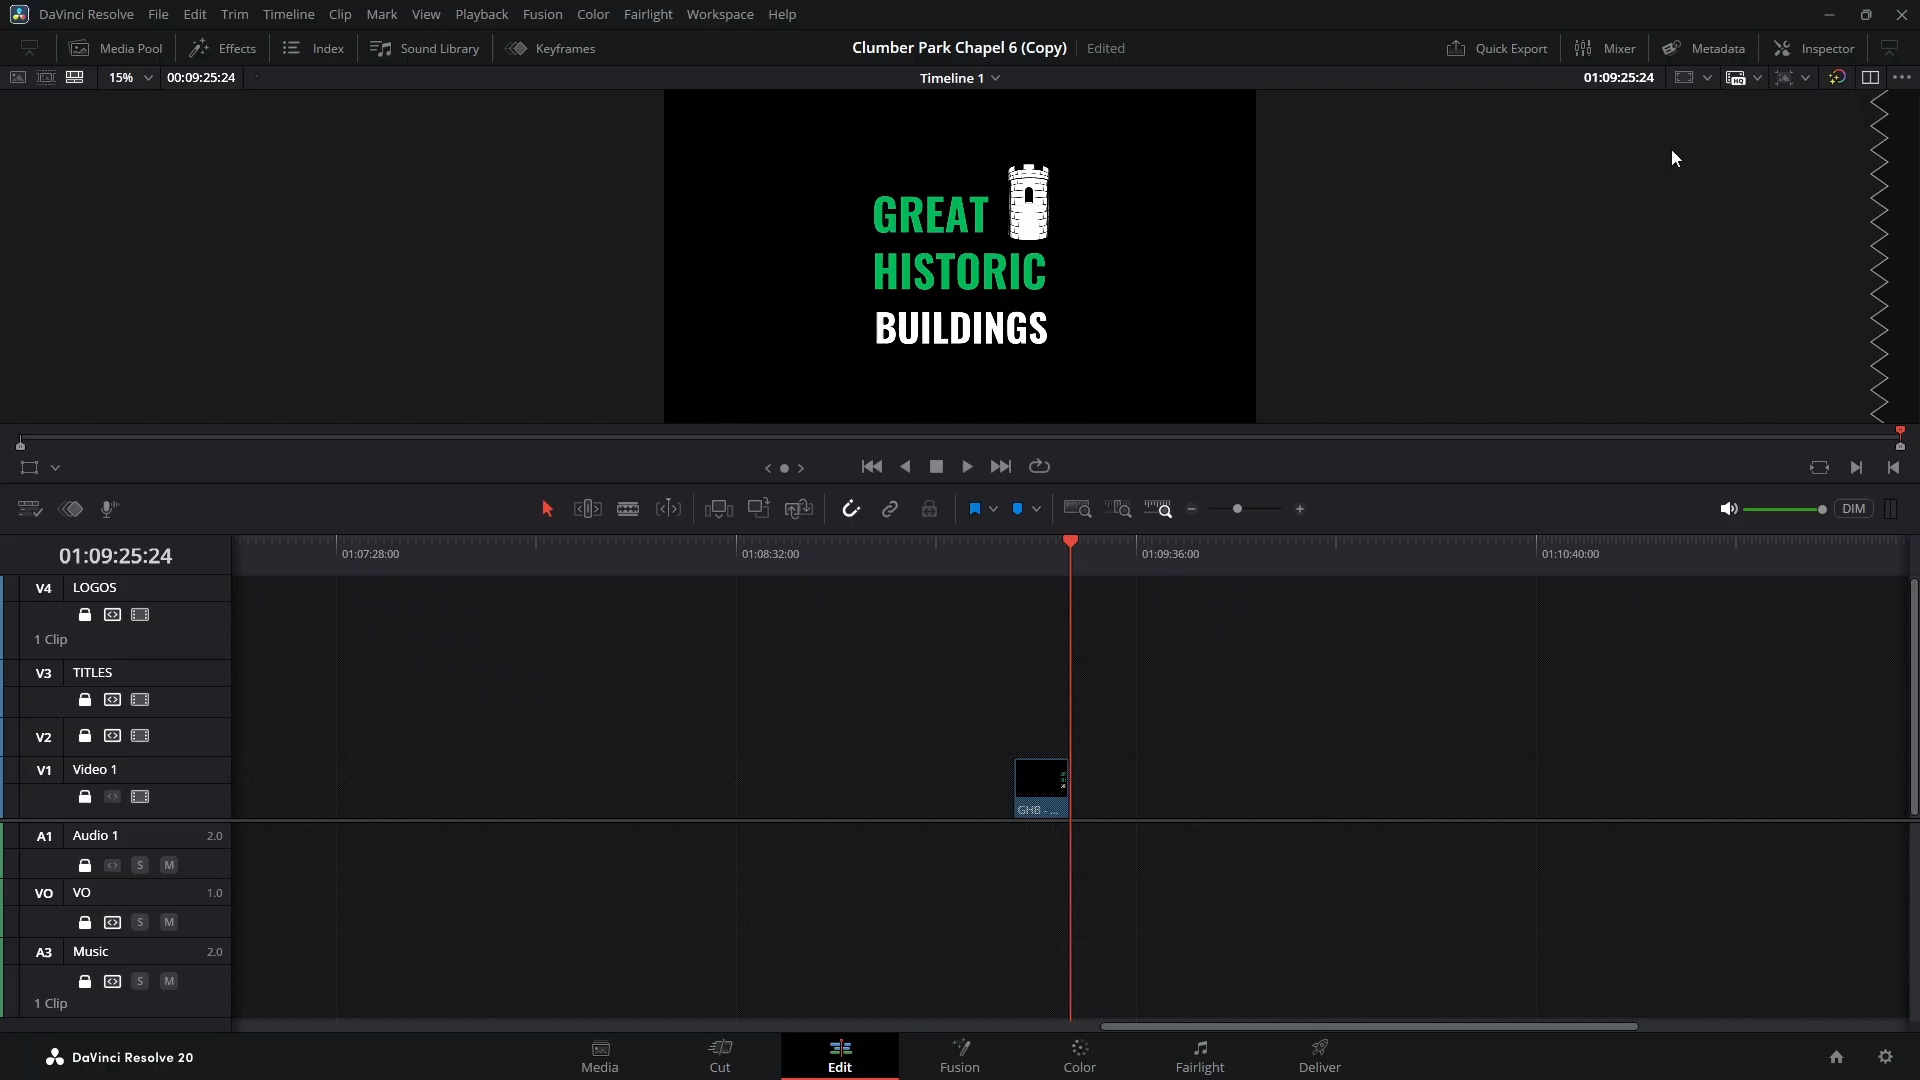 DaVinci Resolve File Edit Trim Timeline Clip Mark View Playback Fusion Color Fairlight Workspace Help
Media Pool Effects Index Sound Library Keyframes Clumber Park Chapel 6 (Copy) Edited Quick Export Mixer Metadata Inspector
15% 00:09:25:24 Timeline 1 01:09:25:24 HQ
GREAT
HISTORIC
BUILDINGS
DIM
01:09:25:24 01:07:28:00 01:08:32:00 01:09:36:00 01:10:40:00
V4 LOGOS
1 Clip
V3 TITLES
V2
V1 Video 1
GHB - ...
A1 Audio 1 2.0
S M
VO VO 1.0
S M
A3 Music 2.0
S M
1 Clip
DaVinci Resolve 20 Media Cut Edit Fusion Color Fairlight Deliver